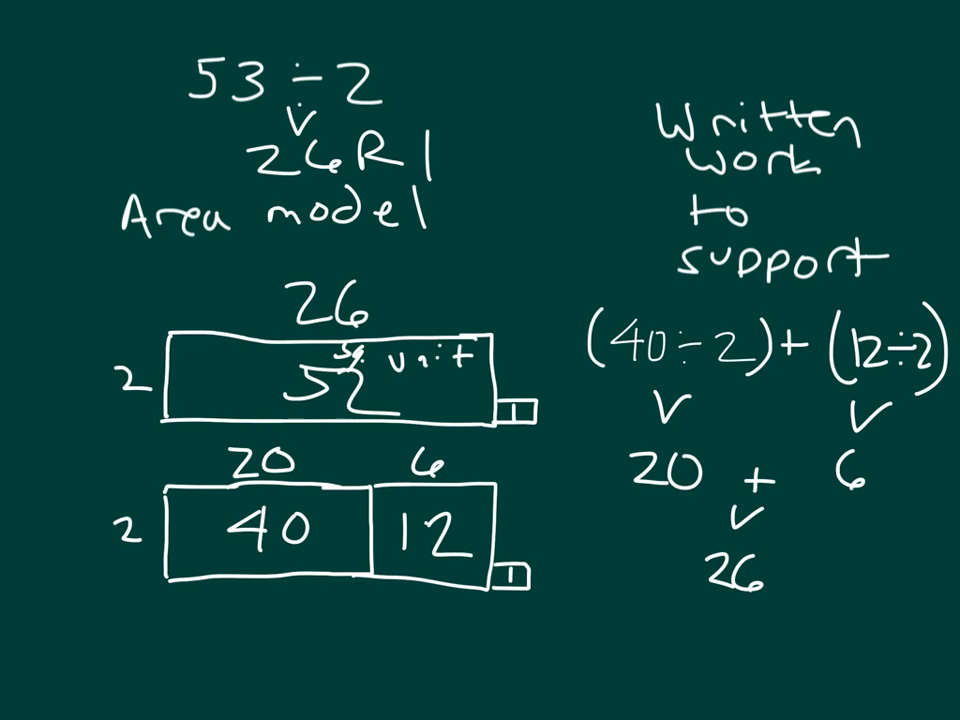 53 ÷ 2
26 R 1
Area model
26
2
52 sq. unit
1
20 6
2
40 12
1
Written
work
to
support
(40 ÷ 2) + (12 ÷ 2)
20 + 6
26